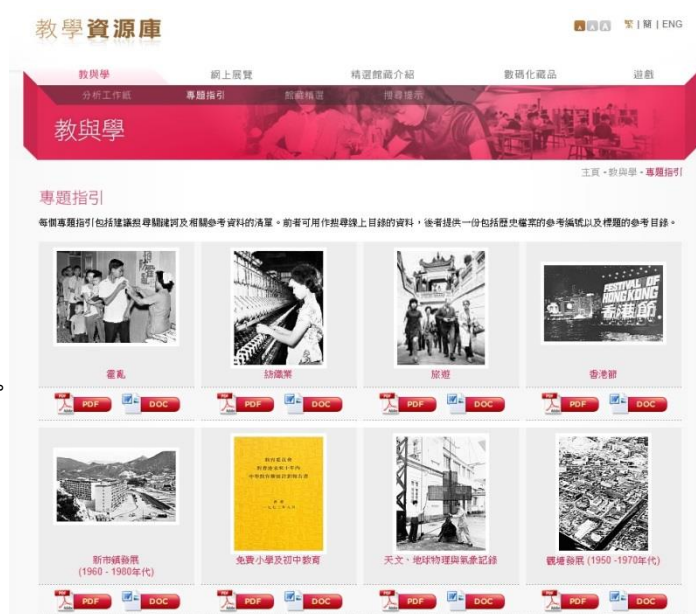 教學資源庫
A A A 繁 | 簡 | ENG
教與學 網上展覽 精選館藏介紹 數碼化藏品 遊戲
分析工作紙 專題指引 館藏精選 搜尋提示
教與學
主頁 • 教與學 • 專題指引
專題指引
每個專題指引包括建議搜尋關鍵詞及相關參考資料的清單。前者可用作搜尋線上目錄的資料,後者提供一份包括歷史檔案的參考編號以及標題的參考目錄。
FESTIVAL OF
HONG KONG
香港節
霍亂 紡織業 旅遊 香港節
PDF DOC PDF DOC PDF DOC PDF DOC
。
新市鎮發展
(1960 - 1980年代)
免費小學及初中教育
天文、地球物理與氣象記錄
觀塘發展 (1950 -1970年代)
PDF DOC PDF DOC PDF DOC PDF DOC